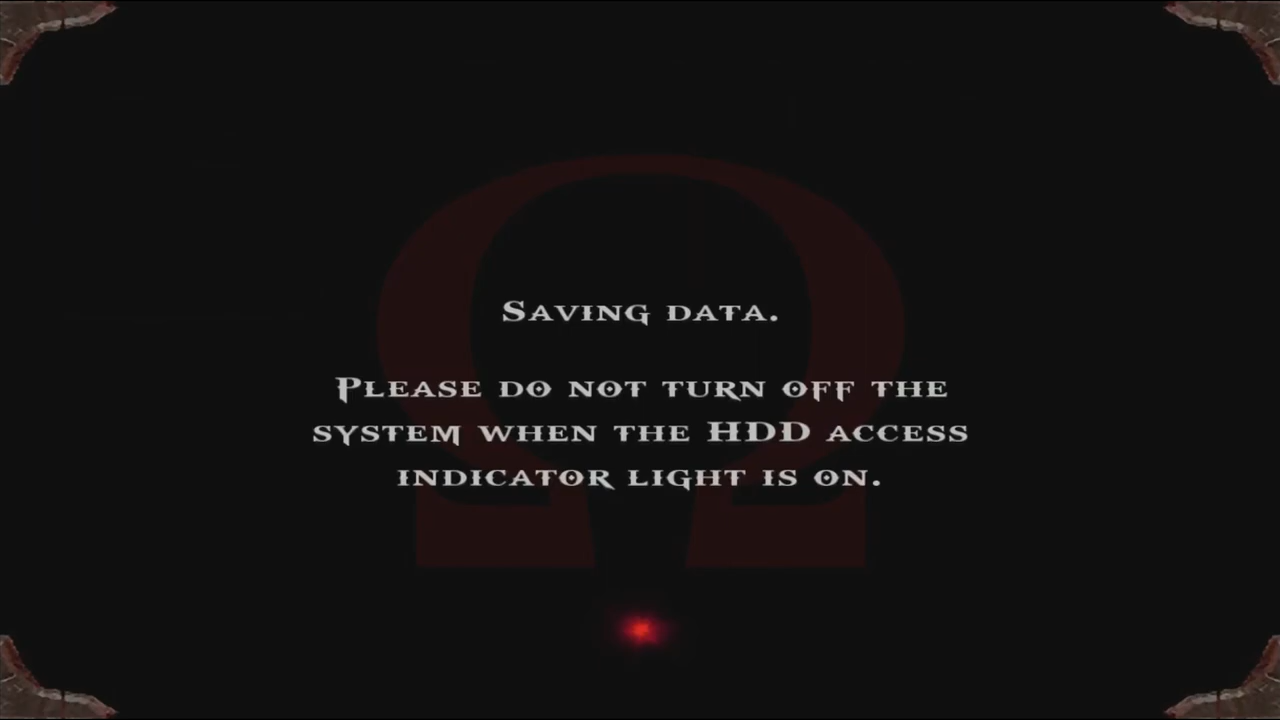 Saving data.
Please do not turn off the
system when the HDD access
indicator light is on.